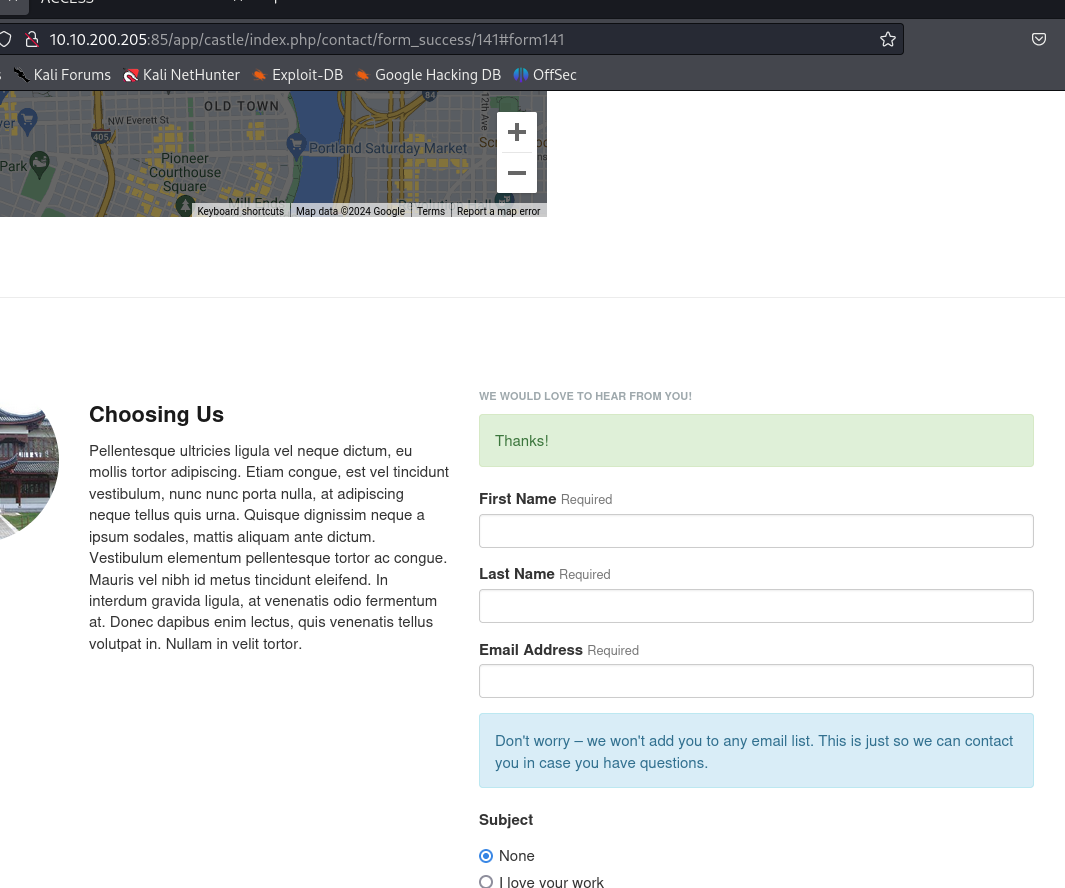 ACCESS
10.10.200.205:85/app/castle/index.php/contact/form_success/141#form141
Kali Forums Kali NetHunter Exploit-DB Google Hacking DB OffSec
OLD TOWN
84
12th Ave
NW Everett St
405
Portland Saturday Market
Park
Pioneer
Courthouse
Square
Keyboard shortcuts Map data ©2024 Google Terms Report a map error
Choosing Us
Pellentesque ultricies ligula vel neque dictum, eu
mollis tortor adipiscing. Etiam congue, est vel tincidunt
vestibulum, nunc nunc porta nulla, at adipiscing
neque tellus quis urna. Quisque dignissim neque a
ipsum sodales, mattis aliquam ante dictum.
Vestibulum elementum pellentesque tortor ac congue.
Mauris vel nibh id metus tincidunt eleifend. In
interdum gravida ligula, at venenatis odio fermentum
at. Donec dapibus enim lectus, quis venenatis tellus
volutpat in. Nullam in velit tortor.
WE WOULD LOVE TO HEAR FROM YOU!
Thanks!
First Name Required
Last Name Required
Email Address Required
Don't worry – we won't add you to any email list. This is just so we can contact
you in case you have questions.
Subject
None
I love your work